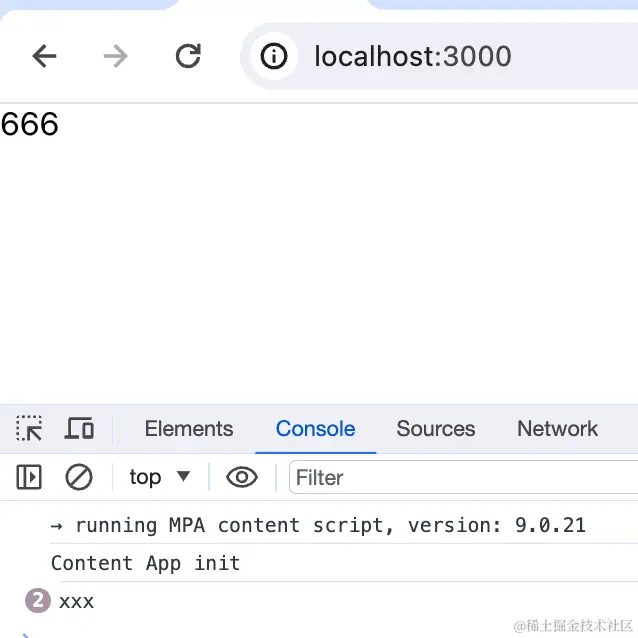 localhost:3000
666
Elements Console Sources Network
top ▼ Filter
→ running MPA content script, version: 9.0.21
Content App init
2 xxx
@稀土掘金技术社区